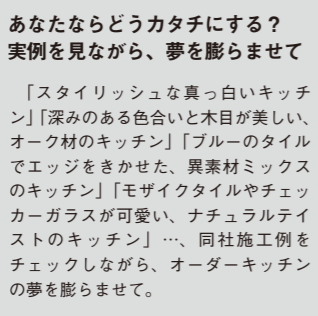 あなたならどうカタチにする？
実例を見ながら、夢を膨らませて
「スタイリッシュな真っ白いキッチ
ン」「深みのある色合いと木目が美しい、
オーク材のキッチン」「ブルーのタイル
でエッジをきかせた、異素材ミックス
のキッチン」「モザイクタイルやチェッ
カーガラスが可愛い、ナチュラルテイ
ストのキッチン」…、同社施工例を
チェックしながら、オーダーキッチン
の夢を膨らませて。